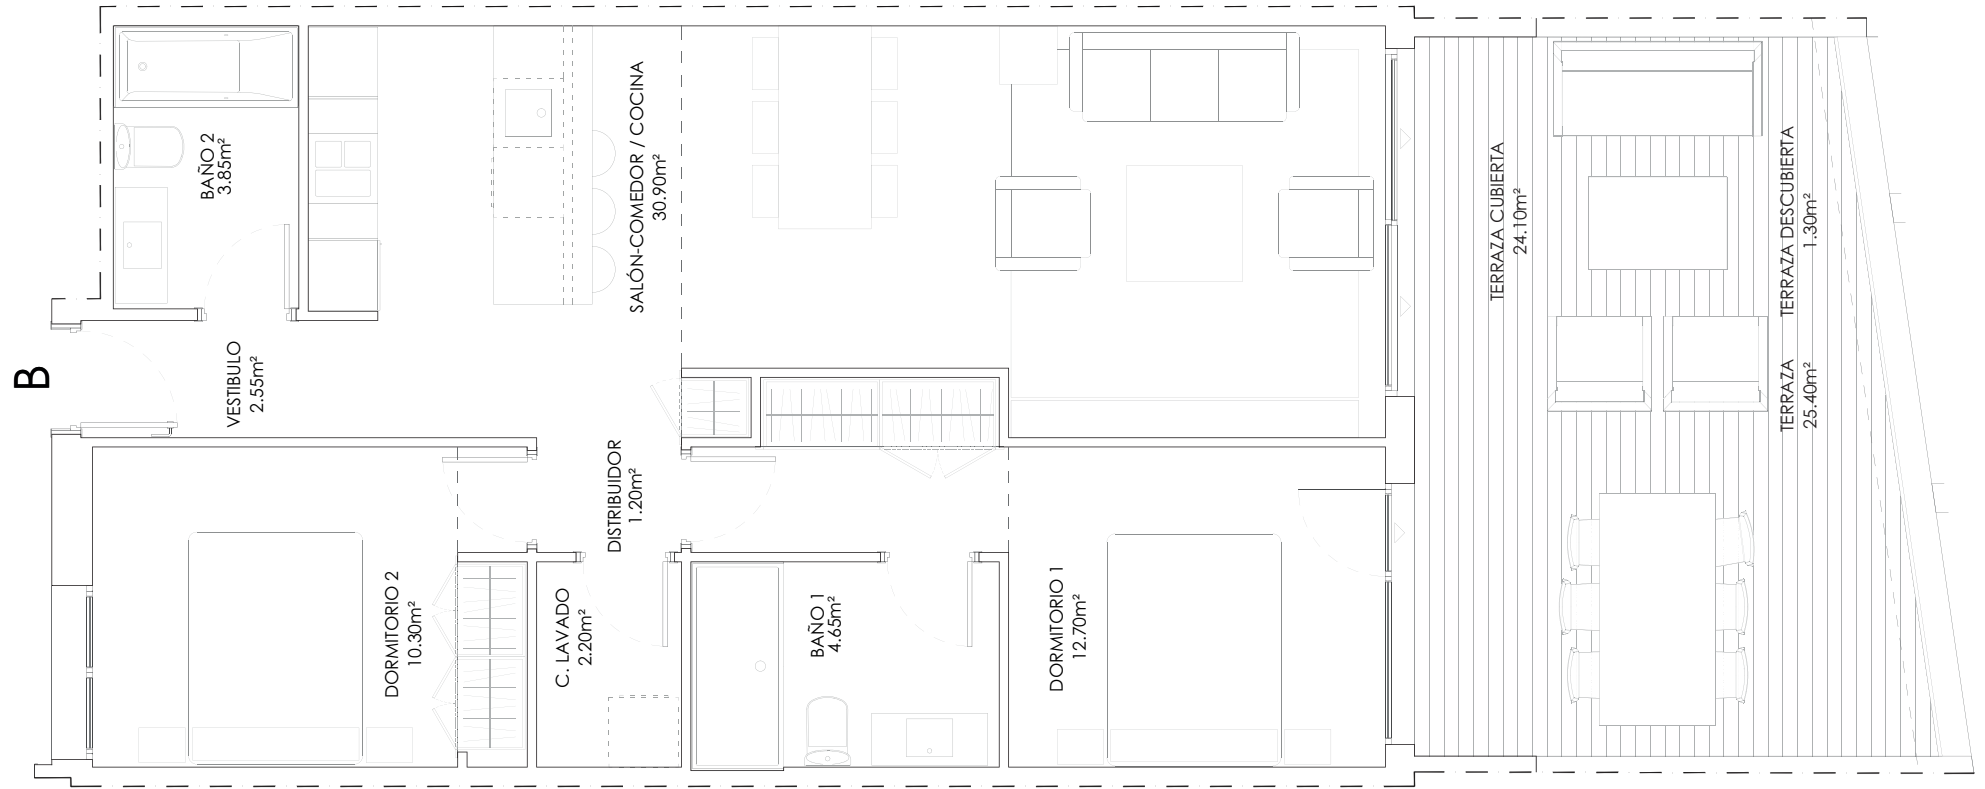 B
BAÑO 2
3.85m²
VESTIBULO
2.55m²
SALÓN-COMEDOR / COCINA
30.90m²
DISTRIBUIDOR
1.20m²
DORMITORIO 2
10.30m²
C. LAVADO
2.20m²
BAÑO 1
4.65m²
DORMITORIO 1
12.70m²
TERRAZA CUBIERTA
24.10m²
TERRAZA DESCUBIERTA
1.30m²
TERRAZA
25.40m²